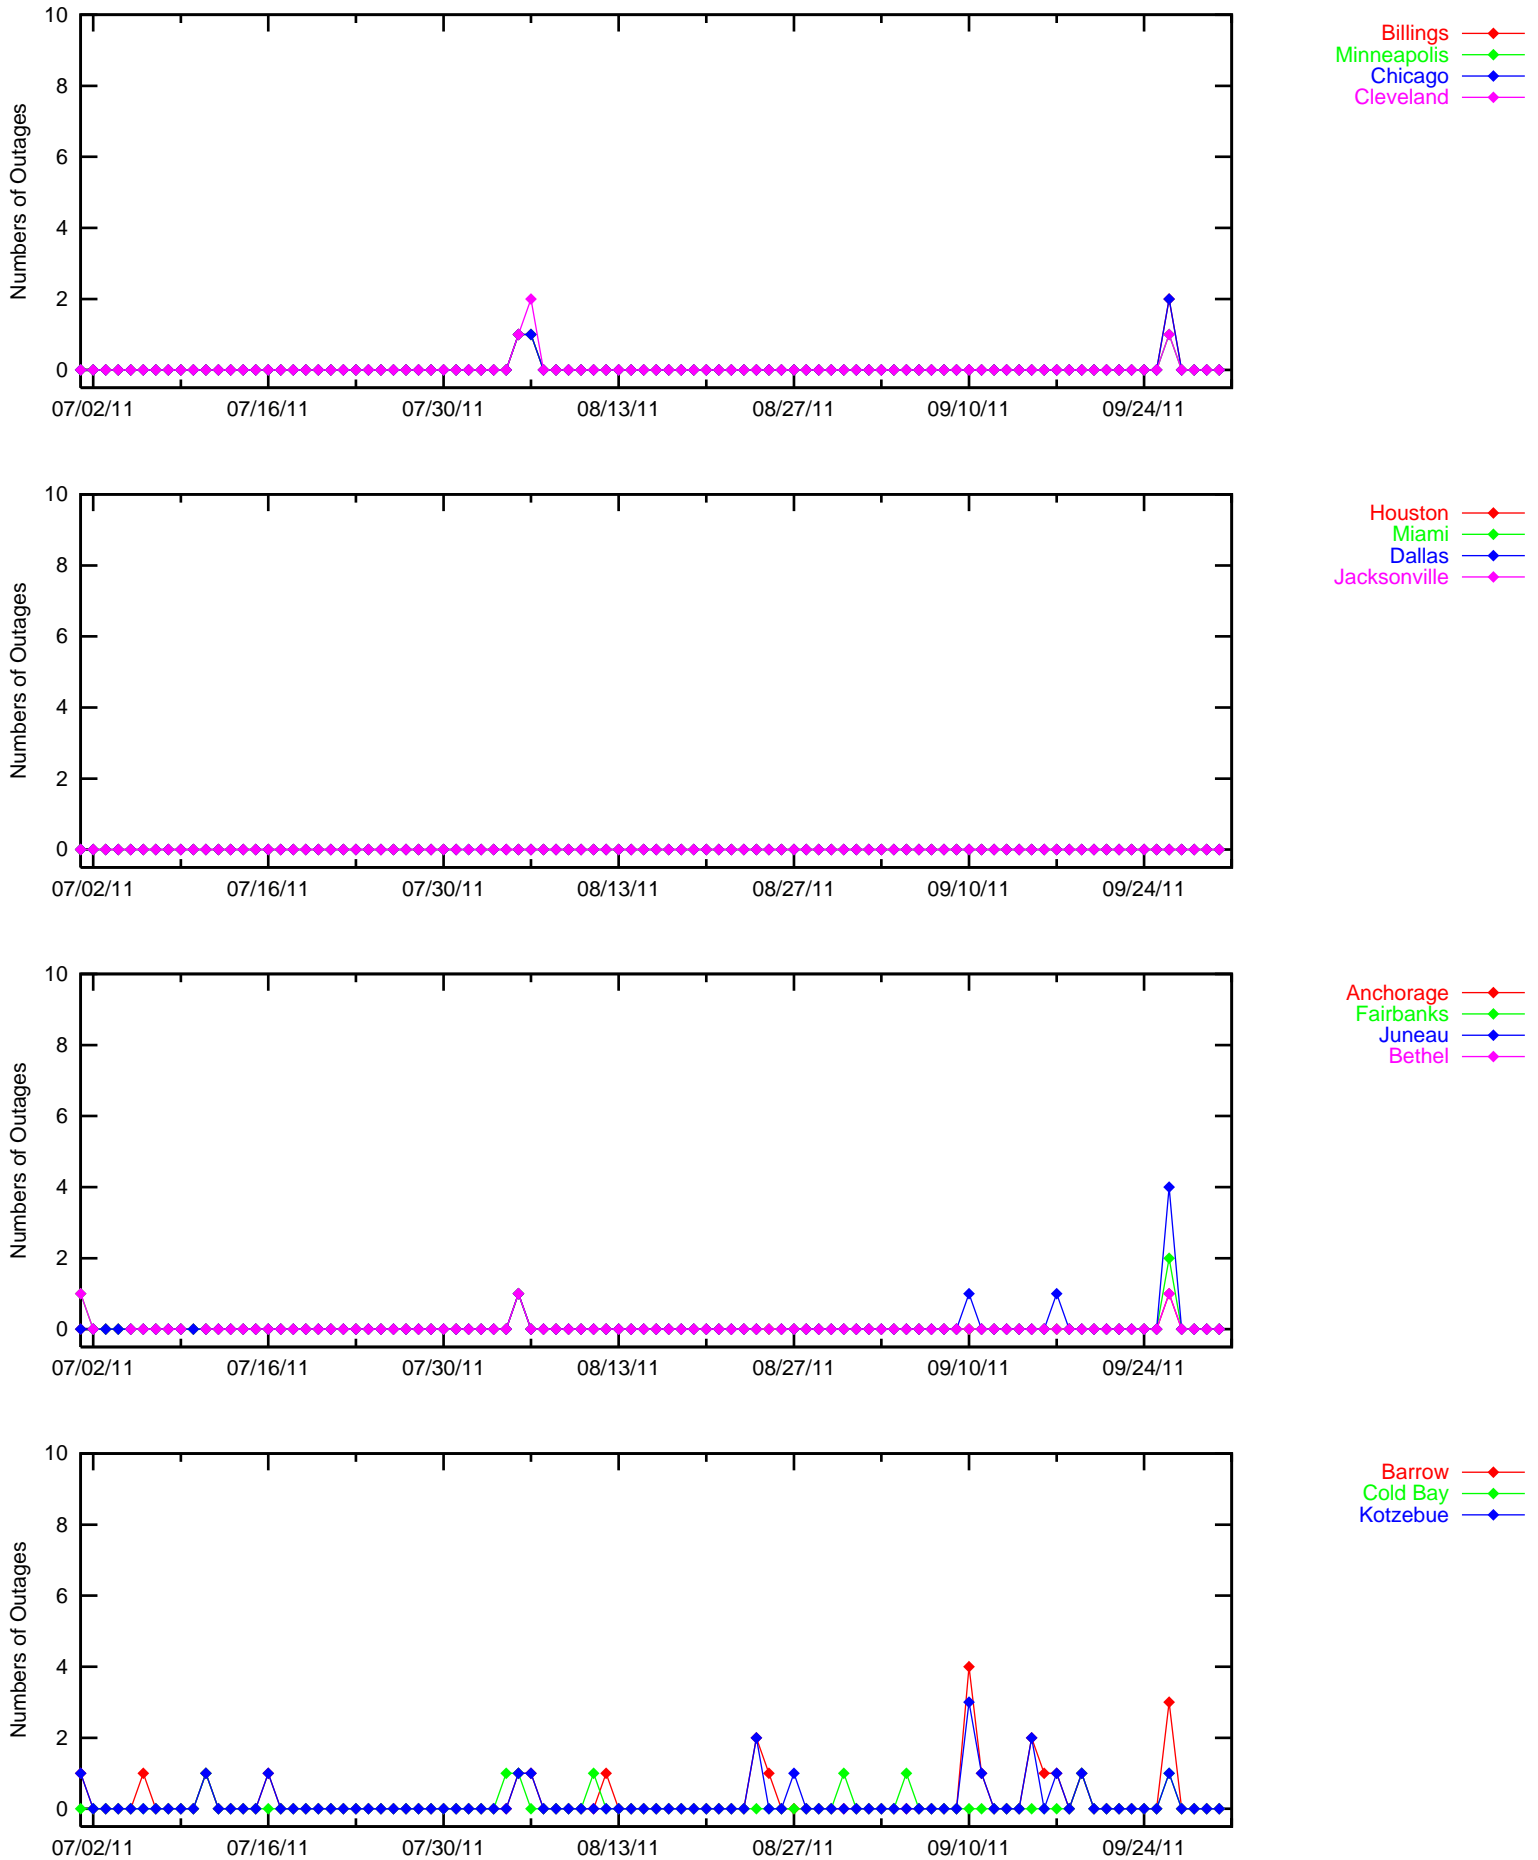 Numbers of Outages
10
8
6
4
2
0
07/02/11 07/16/11 07/30/11 08/13/11 08/27/11 09/10/11 09/24/11
Billings
Minneapolis
Chicago
Cleveland
Numbers of Outages
10
8
6
4
2
0
07/02/11 07/16/11 07/30/11 08/13/11 08/27/11 09/10/11 09/24/11
Houston
Miami
Dallas
Jacksonville
Numbers of Outages
10
8
6
4
2
0
07/02/11 07/16/11 07/30/11 08/13/11 08/27/11 09/10/11 09/24/11
Anchorage
Fairbanks
Juneau
Bethel
Numbers of Outages
10
8
6
4
2
0
07/02/11 07/16/11 07/30/11 08/13/11 08/27/11 09/10/11 09/24/11
Barrow
Cold Bay
Kotzebue